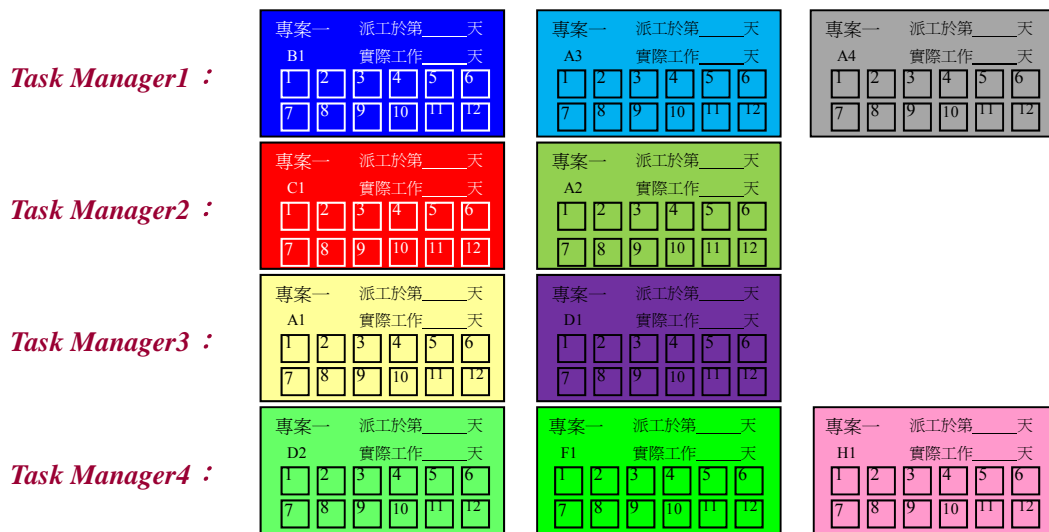 Task Manager1：
專案一 派工於第_____天
B1 實際工作_____天
1 2 3 4 5 6
7 8 9 10 11 12
專案一 派工於第_____天
A3 實際工作_____天
1 2 3 4 5 6
7 8 9 10 11 12
專案一 派工於第_____天
A4 實際工作_____天
1 2 3 4 5 6
7 8 9 10 11 12
Task Manager2：
專案一 派工於第_____天
C1 實際工作_____天
1 2 3 4 5 6
7 8 9 10 11 12
專案一 派工於第_____天
A2 實際工作_____天
1 2 3 4 5 6
7 8 9 10 11 12
Task Manager3：
專案一 派工於第_____天
A1 實際工作_____天
1 2 3 4 5 6
7 8 9 10 11 12
專案一 派工於第_____天
D1 實際工作_____天
1 2 3 4 5 6
7 8 9 10 11 12
Task Manager4：
專案一 派工於第_____天
D2 實際工作_____天
1 2 3 4 5 6
7 8 9 10 11 12
專案一 派工於第_____天
F1 實際工作_____天
1 2 3 4 5 6
7 8 9 10 11 12
專案一 派工於第_____天
H1 實際工作_____天
1 2 3 4 5 6
7 8 9 10 11 12